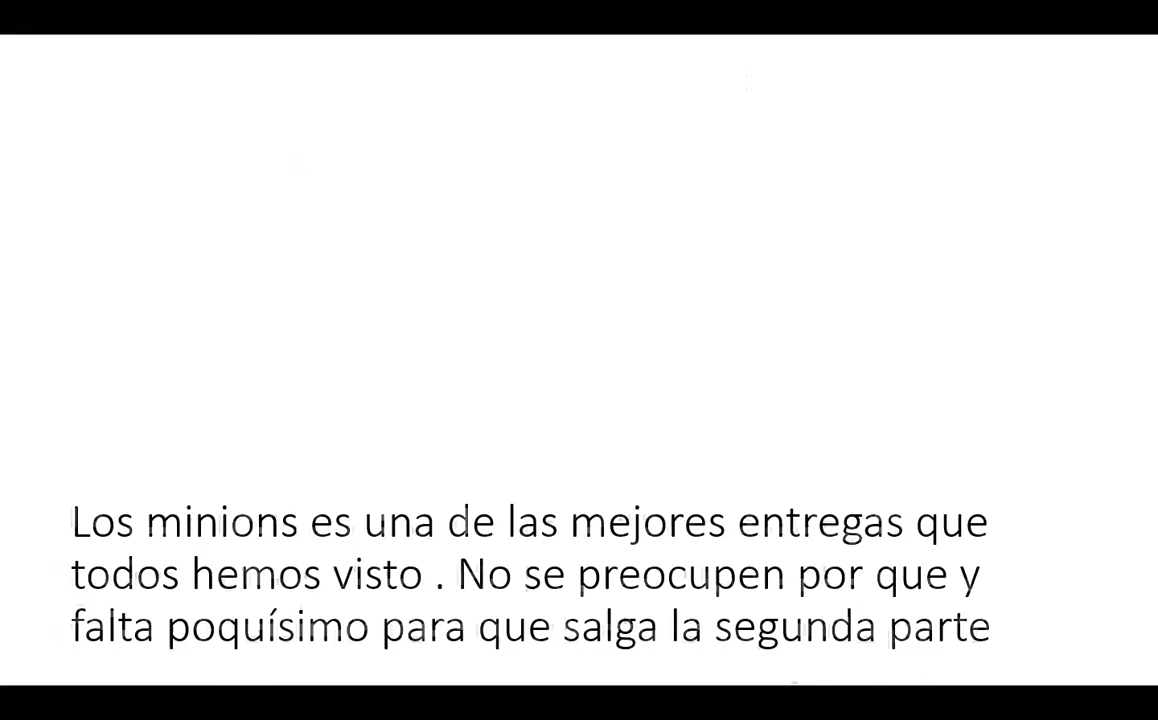 Los minions es una de las mejores entregas que
todos hemos visto . No se preocupen por que y
falta poquísimo para que salga la segunda parte